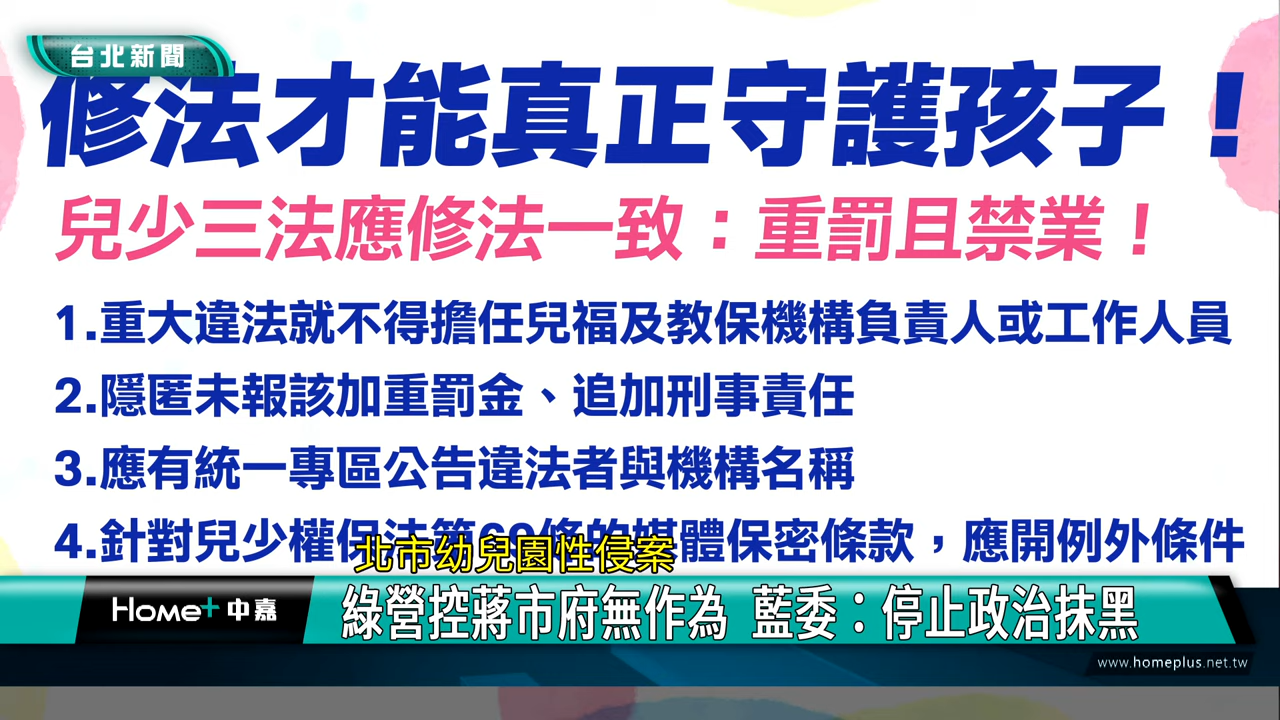 台北新聞
修法才能真正守護孩子！
兒少三法應修法一致：重罰且禁業！
1.重大違法就不得擔任兒福及教保機構負責人或工作人員
2.隱匿未報該加重罰金、追加刑事責任
3.應有統一專區公告違法者與機構名稱
4.針對兒少權保法第69條的媒體保密條款，應開例外條件
北市幼兒園性侵案
Home+中嘉
綠營控蔣市府無作為 藍委：停止政治抹黑
www.homeplus.net.tw